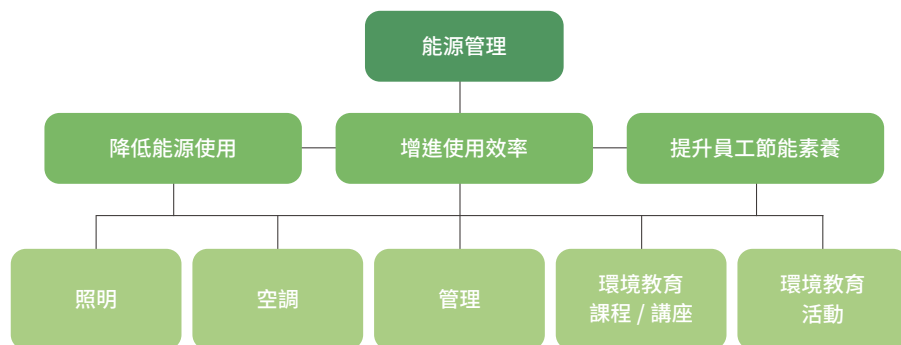 能源管理
降低能源使用
增進使用效率
提升員工節能素養
照明
空調
管理
環境教育
課程 / 講座
環境教育
活動